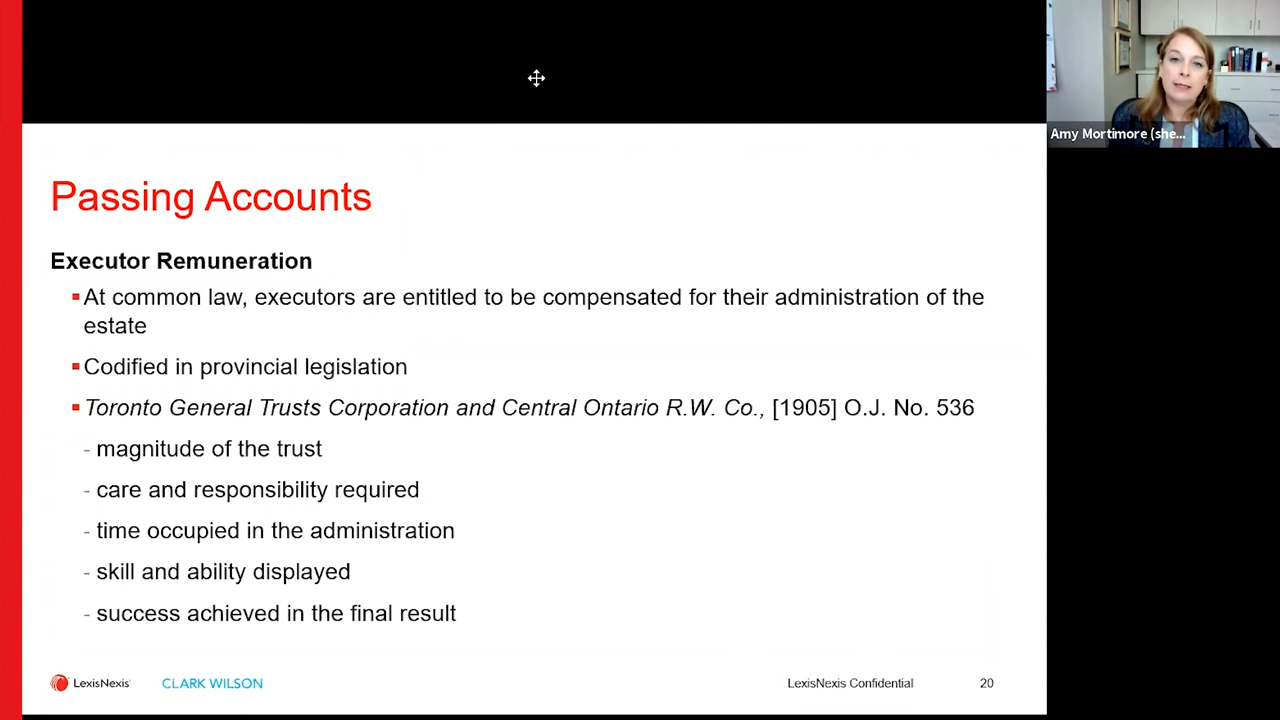 Passing Accounts
Executor Remuneration
At common law, executors are entitled to be compensated for their administration of the
estate
Codified in provincial legislation
Toronto General Trusts Corporation and Central Ontario R.W. Co., [1905] O.J. No. 536
- magnitude of the trust
- care and responsibility required
- time occupied in the administration
- skill and ability displayed
- success achieved in the final result
LexisNexis CLARK WILSON LexisNexis Confidential 20
Amy Mortimore (she...